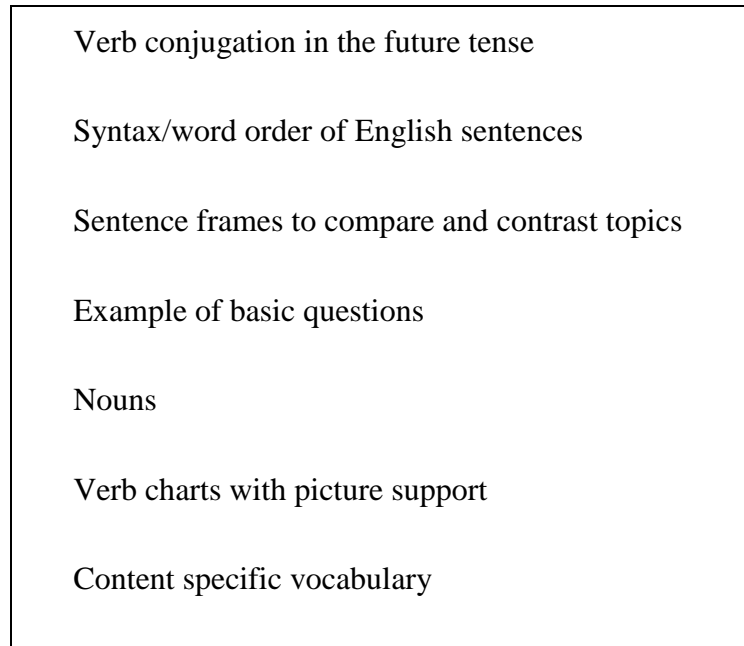 Verb conjugation in the future tense
Syntax/word order of English sentences
Sentence frames to compare and contrast topics
Example of basic questions
Nouns
Verb charts with picture support
Content specific vocabulary